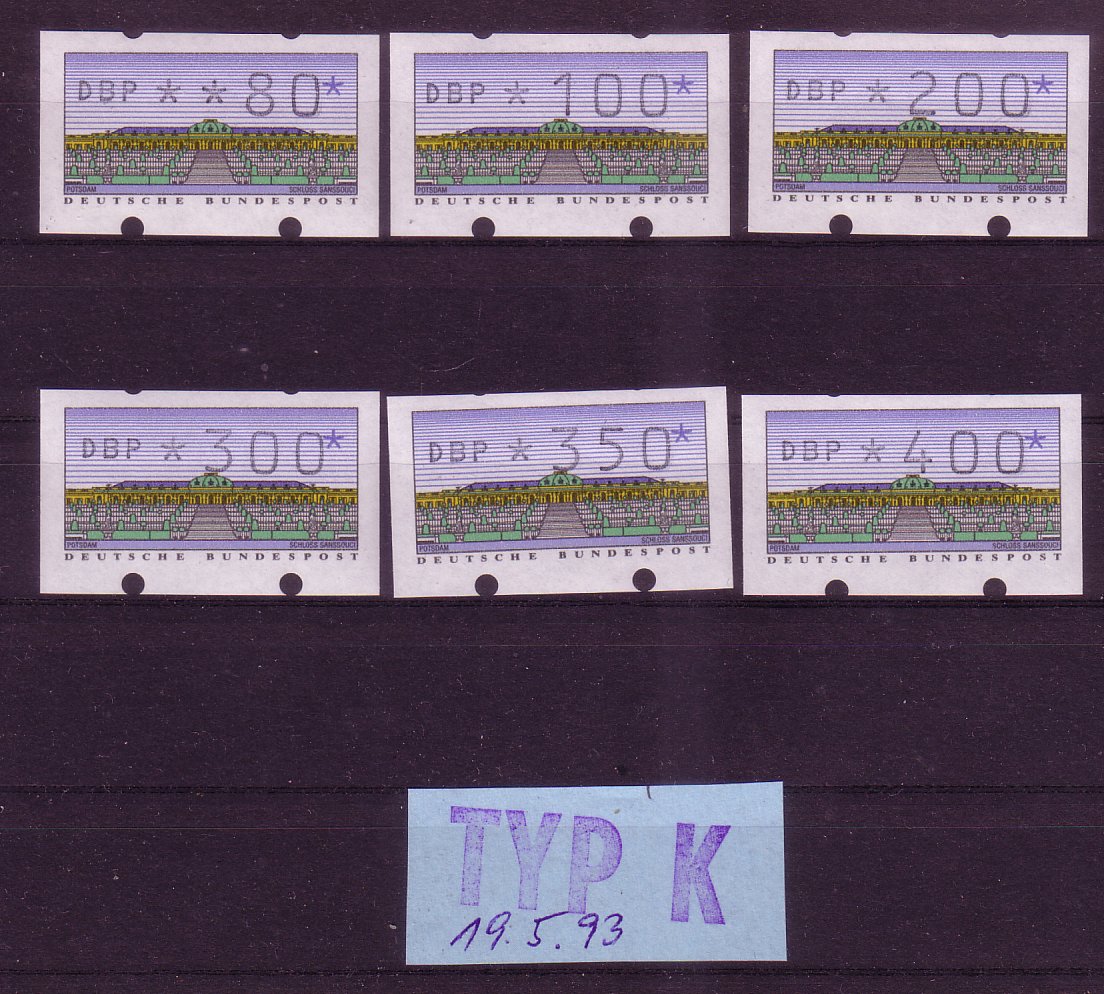 DBP * * 80*
POTSDAM SCHLOSS SANSSOUCI
DEUTSCHE BUNDESPOST
DBP * 100*
POTSDAM SCHLOSS SANSSOUCI
DEUTSCHE BUNDESPOST
DBP * 200*
POTSDAM SCHLOSS SANSSOUCI
DEUTSCHE BUNDESPOST
DBP * 300*
POTSDAM SCHLOSS SANSSOUCI
DEUTSCHE BUNDESPOST
DBP * 350*
POTSDAM SCHLOSS SANSSOUCI
DEUTSCHE BUNDESPOST
DBP * 400*
POTSDAM SCHLOSS SANSSOUCI
DEUTSCHE BUNDESPOST
TYP K
19.5.93